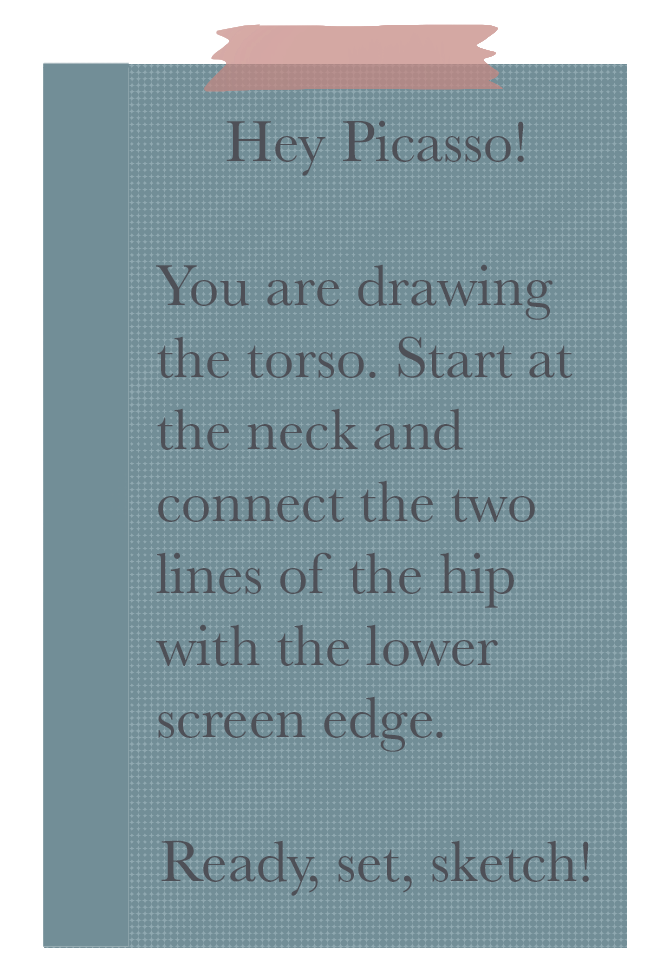 Hey Picasso!
You are drawing
the torso. Start at
the neck and
connect the two
lines of the hip
with the lower
screen edge.
Ready, set, sketch!